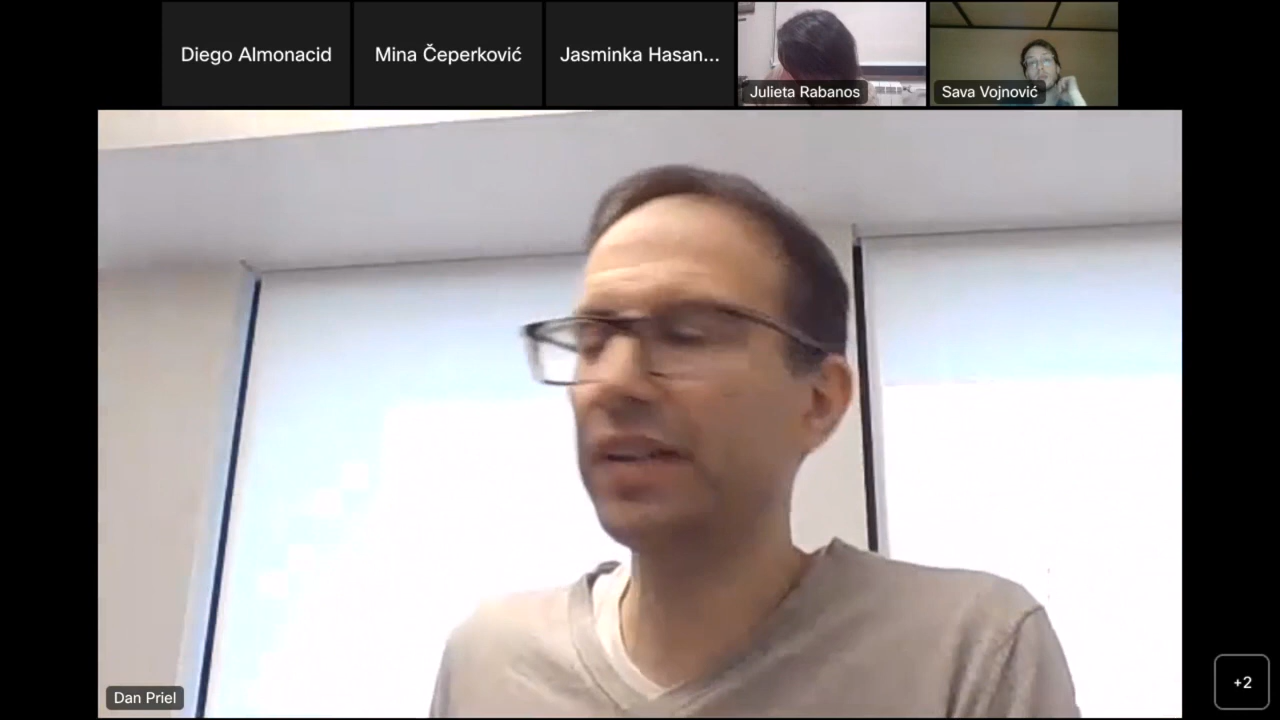 Diego Almonacid
Mina Čeperković
Jasminka Hasan...
Julieta Rabanos
Sava Vojnović
Dan Priel
+2